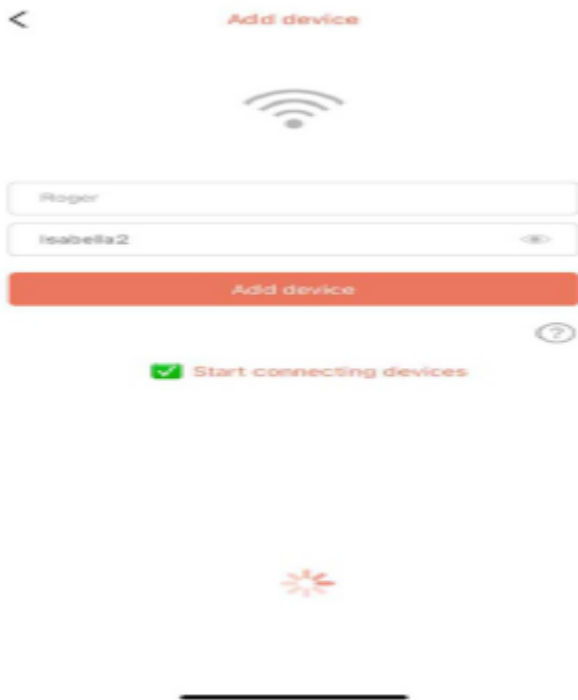 Add device
Roger
Isabella2
Add device
?
Start connecting devices